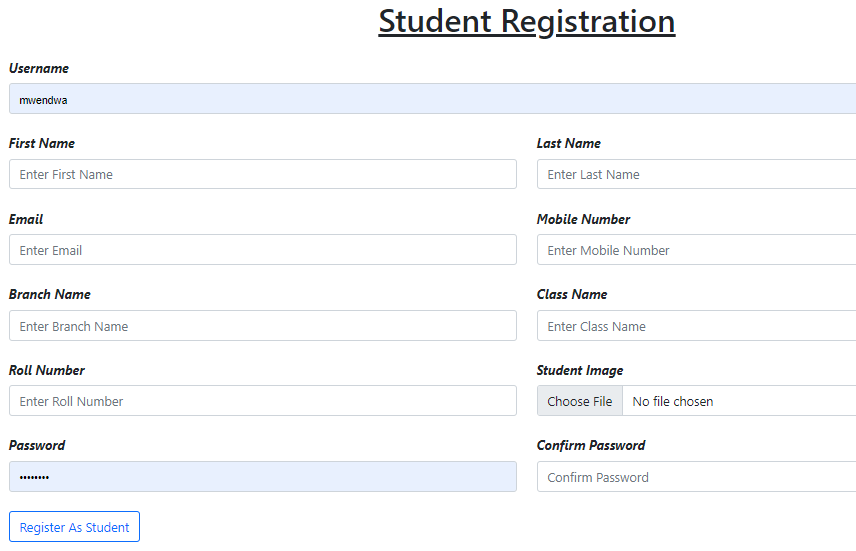 Student Registration
Username
mwendwa
First Name Last Name
Enter First Name Enter Last Name
Email Mobile Number
Enter Email Enter Mobile Number
Branch Name Class Name
Enter Branch Name Enter Class Name
Roll Number Student Image
Enter Roll Number Choose File No file chosen
Password Confirm Password
•••••••• Confirm Password
Register As Student